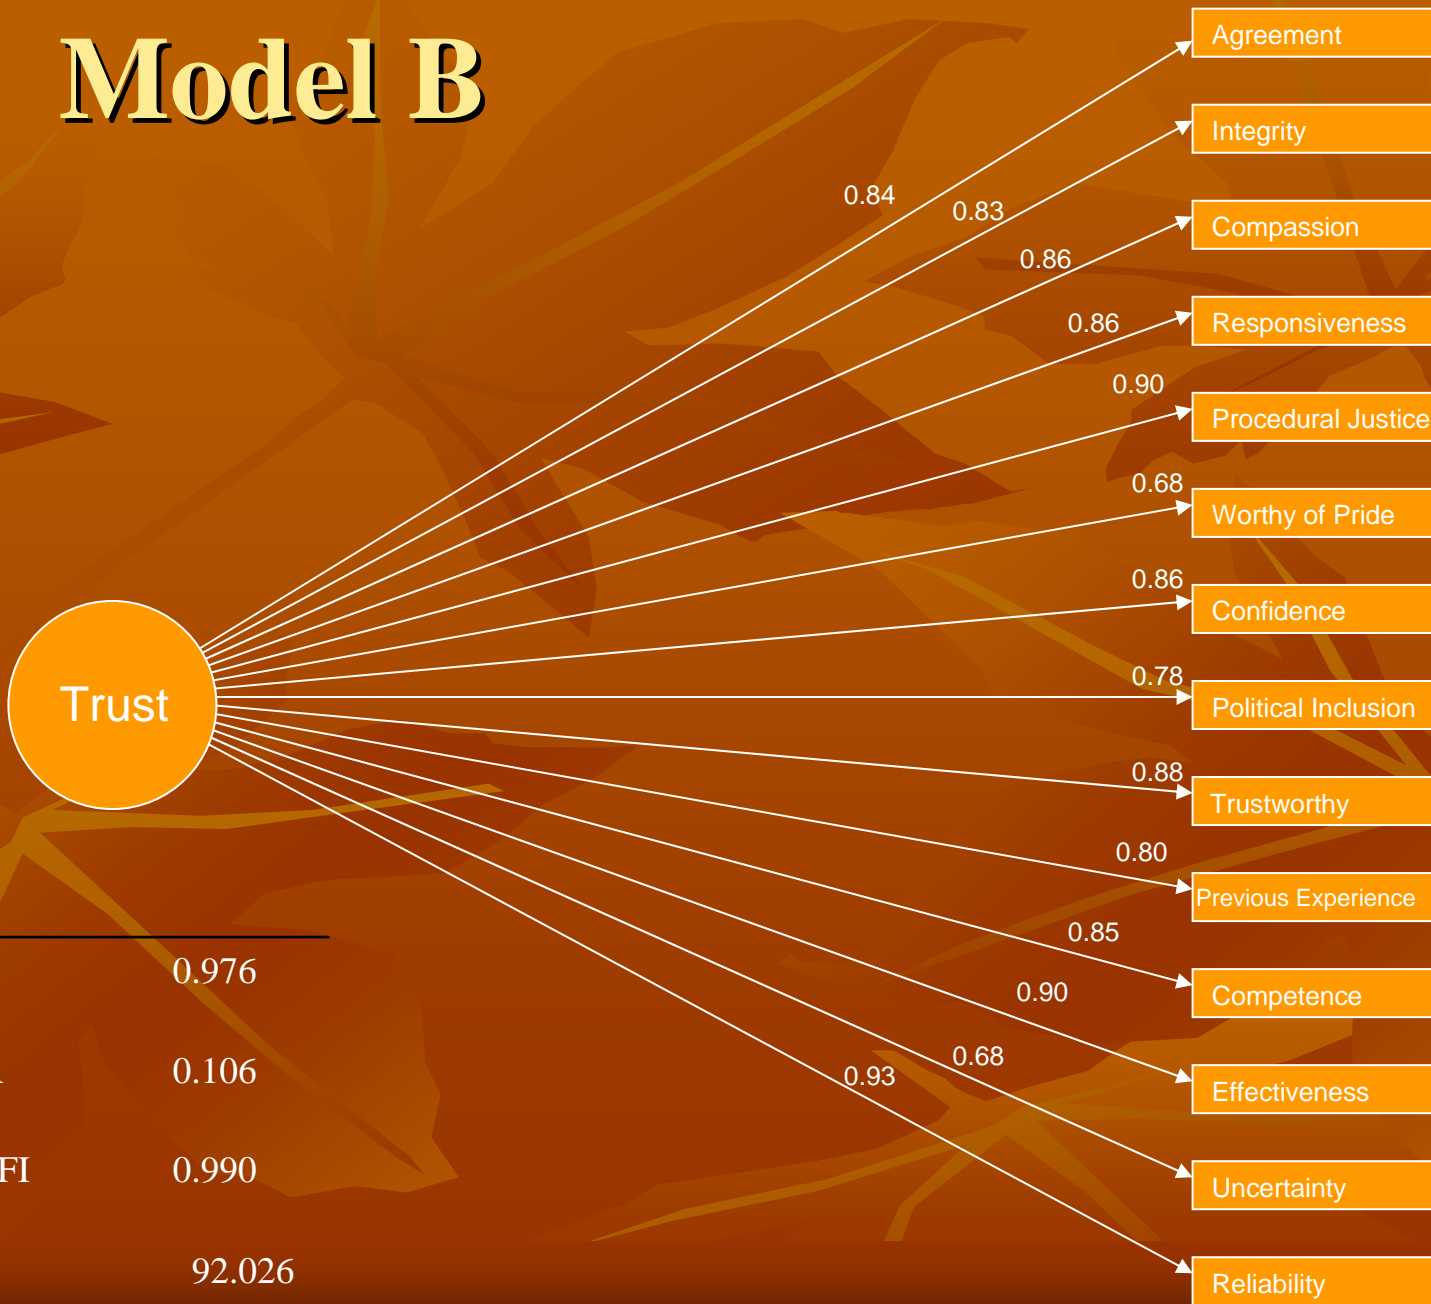 Model B
Agreement
Integrity
0.84
0.83
Compassion
0.86
Responsiveness
0.86
0.90
Procedural Justice
0.68
Worthy of Pride
0.86
Confidence
0.78
Political Inclusion
Trust
0.88
Trustworthy
0.80
Previous Experience
0.85
0.976
0.90
Competence
0.68
0.93
0.106
Effectiveness
FI 0.990
Uncertainty
92.026
Reliability